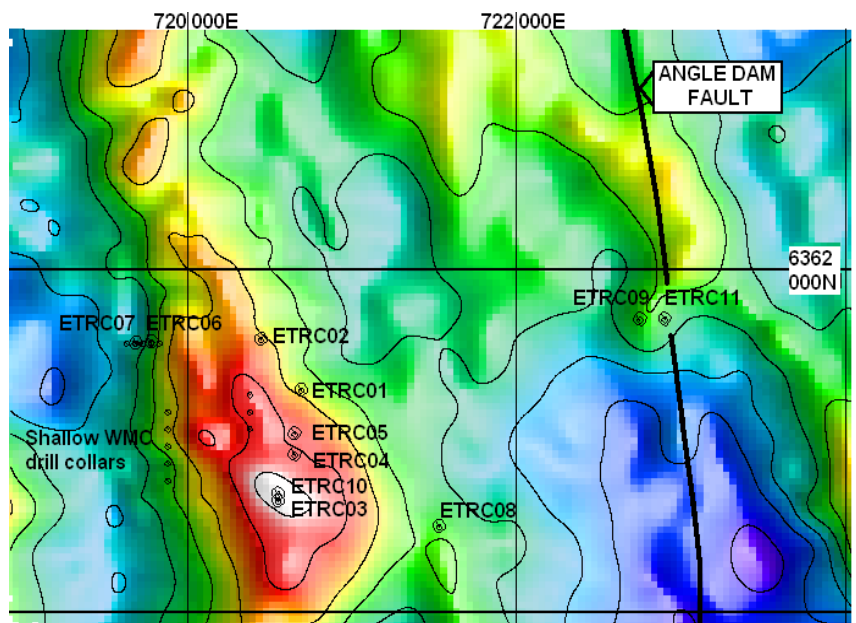 720 000E
722 000E
ANGLE DAM
FAULT
6362
000N
ETRC09
ETRC11
ETRC07
ETRC06
ETRC02
ETRC01
Shallow WMC
drill collars
ETRC05
ETRC04
ETRC10
ETRC03
ETRC08